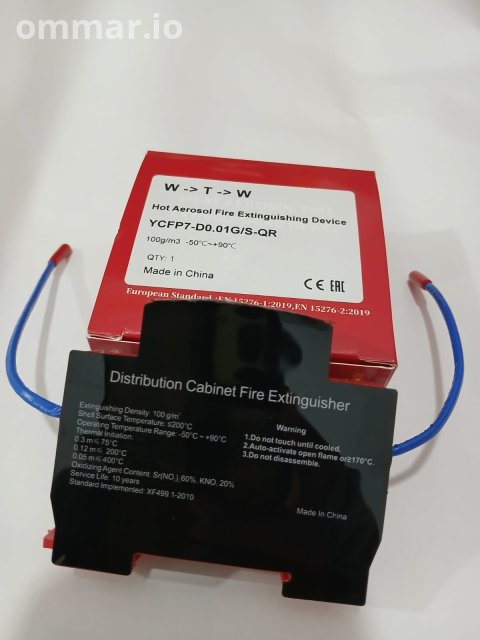 ommar.io
W -> T -> W
Hot Aerosol Fire Extinguishing Device
YCFP7-D0.01G/S-QR
100g/m3 -50℃~+90℃
QTY: 1
Made in China
CE EAC
European Standard :EN 15276-1:2019,EN 15276-2:2019
Distribution Cabinet Fire Extinguisher
Extinguishing Density: 100 g/m³
Shell Surface Temperature: ≤200°C
Operating Temperature Range: -50°C ~ +90°C
Thermal Initiation:
0.3 m≤ 75°C
0.12 m≤ 200°C
0.05 m≤ 400°C
Oxidizing Agent Content: Sr(NO,),60%, KNO, 20%
Service Life: 10 years
Standard Implemented: XF499.1-2010
Warning
1.Do not touch until cooled,
2.Auto-activate open flame or≥170°C,
3.Do not disassemble.
Made In China